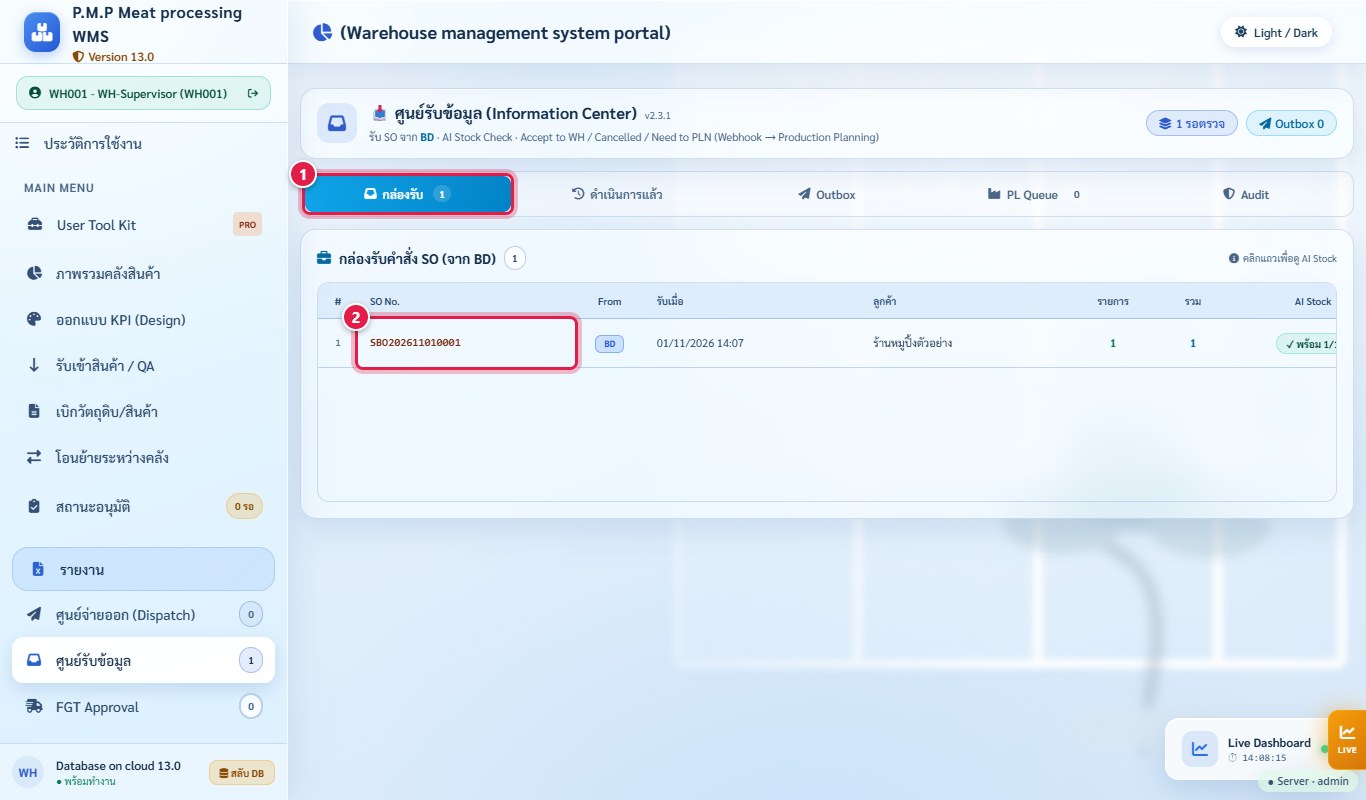 P.M.P Meat processing
WMS
Version 13.0
WH001 - WH-Supervisor (WH001)
ประวัติการใช้งาน
MAIN MENU
User Tool Kit
PRO
ภาพรวมคลังสินค้า
ออกแบบ KPI (Design)
รับเข้าสินค้า / QA
เบิกวัตถุดิบ/สินค้า
โอนย้ายระหว่างคลัง
สถานะอนุมัติ
0 รอ
รายงาน
ศูนย์จ่ายออก (Dispatch)
0
ศูนย์รับข้อมูล
1
FGT Approval
0
WH
Database on cloud 13.0
● พร้อมทำงาน
สลับ DB
(Warehouse management system portal)
Light / Dark
ศูนย์รับข้อมูล (Information Center) v2.3.1
รับ SO จาก BD · AI Stock Check · Accept to WH / Cancelled / Need to PLN (Webhook → Production Planning)
1 รอตรวจ
Outbox 0
1
กล่องรับ 1
ดำเนินการแล้ว
Outbox
PL Queue 0
Audit
กล่องรับคำสั่ง SO (จาก BD) 1
คลิกแถวเพื่อดู AI Stock
# SO No. From รับเมื่อ ลูกค้า รายการ รวม AI Stock
2
1 SBO202611010001 BD 01/11/2026 14:07 ร้านหมูปิ้งตัวอย่าง 1 1 ✓ พร้อม 1/1
Live Dashboard
14:08:15
LIVE
● Server · admin